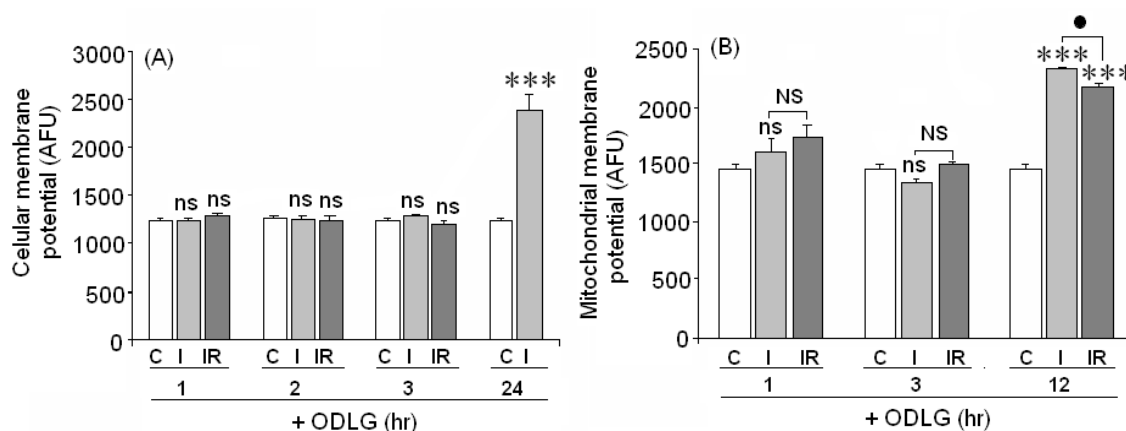 (A)
Celular membrane
potential (AFU)
3000
2500
2000
1500
1000
500
0
ns ns
ns ns
ns ns
***
C I IR C I IR C I IR C I
1 2 3 24
+ ODLG (hr)
(B)
Mitochondrial membrane
potential (AFU)
2500
2000
1500
1000
500
0
NS
ns
NS
ns
•
*** ***
C I IR C I IR C I IR
1 3 12
+ ODLG (hr)